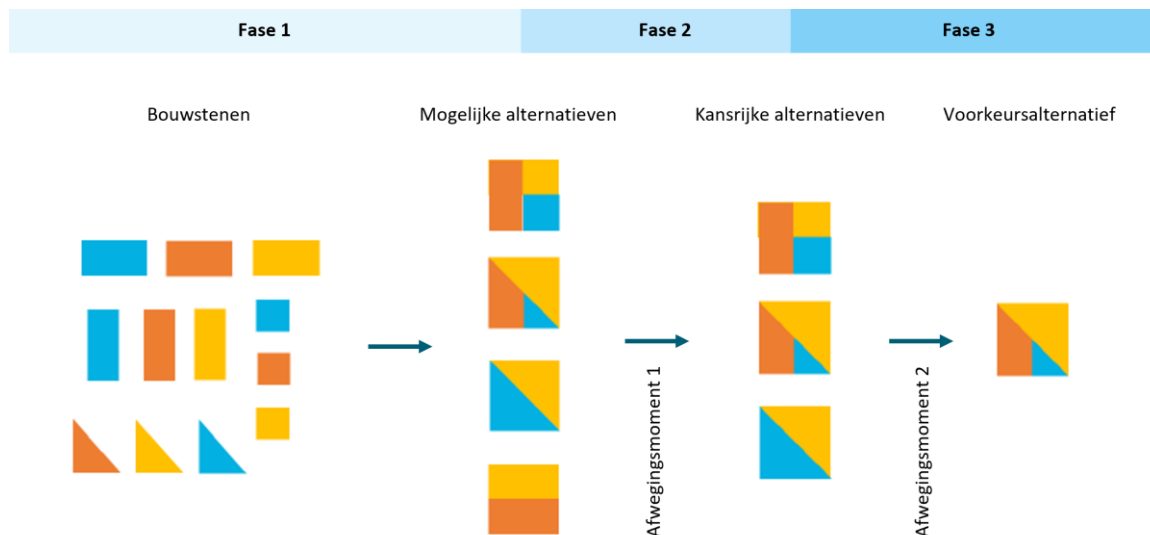 Fase 1
Fase 2
Fase 3
Bouwstenen
Mogelijke alternatieven
Kansrijke alternatieven
Voorkeursalternatief
Afwegingsmoment 1
Afwegingsmoment 2